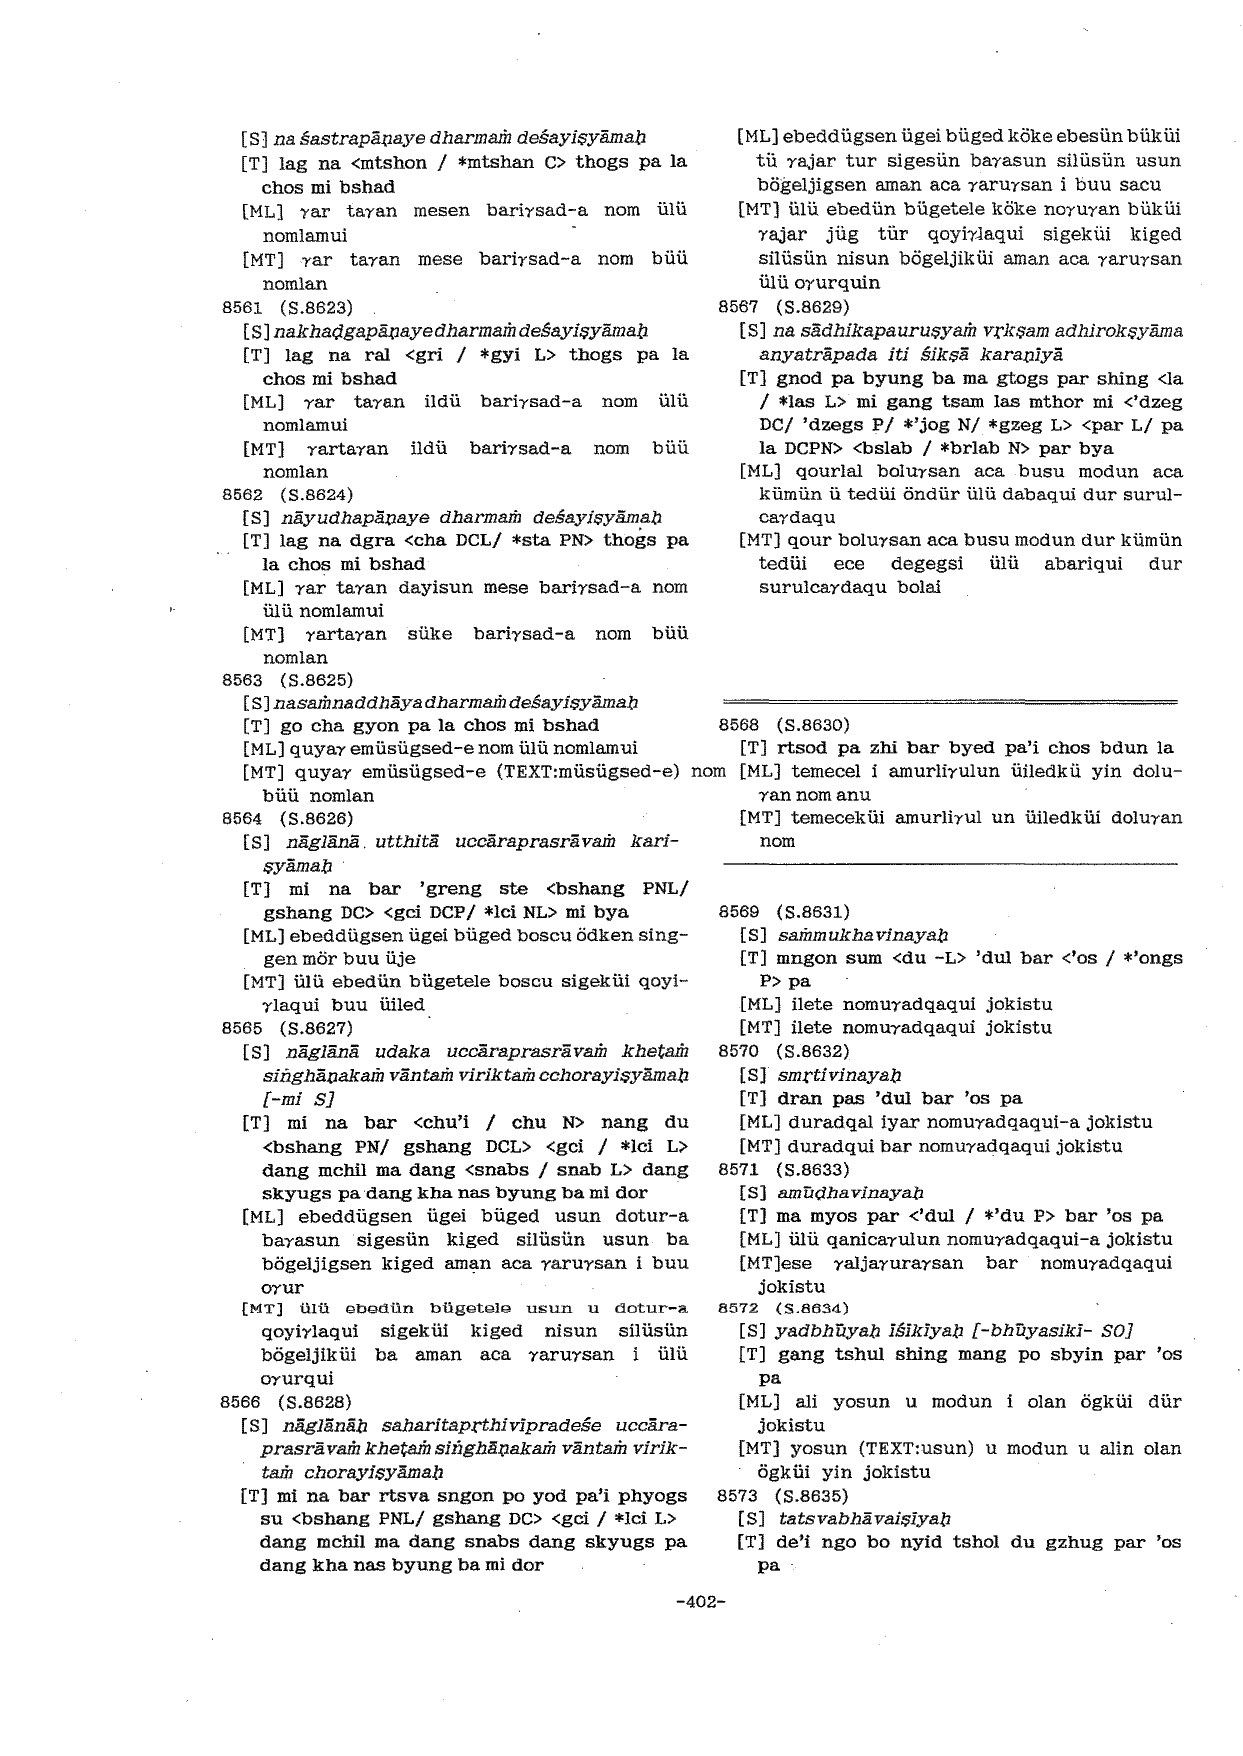 [S] na śastrapāṇaye dharmaṁ deśayiṣyāmaḥ
[T] lag na <mtshon / *mtshan C> thogs pa la
chos mi bshad
[ML] γar taγan mesen bariγsad-a nom ülü
nomlamui
[MT] γar taγan mese bariγsad-a nom büü
nomlan
8561 (S.8623)
[S] nakhaḍgapāṇayedharmaṁdeśayiṣyāmaḥ
[T] lag na ral <gri / *gyi L> thogs pa la
chos mi bshad
[ML] γar taγan ildü bariγsad-a nom ülü
nomlamui
[MT] γartaγan ildü bariγsad-a nom büü
nomlan
8562 (S.8624)
[S] nāyudhapāṇaye dharmaṁ deśayiṣyāmaḥ
[T] lag na dgra <cha DCL/ *sta PN> thogs pa
la chos mi bshad
[ML] γar taγan dayisun mese bariγsad-a nom
ülü nomlamui
[MT] γartaγan süke bariγsad-a nom büü
nomlan
8563 (S.8625)
[S] nasaṁnaddhāyadharmaṁdeśayiṣyāmaḥ
[T] go cha gyon pa la chos mi bshad
[ML] quyaγ emüsügsed-e nom ülü nomlamui
[MT] quyaγ emüsügsed-e (TEXT:müsügsed-e) nom
büü nomlan
8564 (S.8626)
[S] nāglānā utthitā uccāraprasrāvaṁ kari-
ṣyāmaḥ
[T] mi na bar 'greng ste <bshang PNL/
gshang DC> <gci DCP/ *lci NL> mi bya
[ML] ebeddügsen ügei büged boscu ödken sing-
gen mör buu üje
[MT] ülü ebedün bügetele boscu sigeküi qoyi-
γlaqui buu üiled
8565 (S.8627)
[S] nāglānā udaka uccāraprasrāvaṁ kheṭaṁ
siṅghāṇakaṁ vāntaṁ viriktaṁ cchorayiṣyāmaḥ
[-mi S]
[T] mi na bar <chu'i / chu N> nang du
<bshang PN/ gshang DCL> <gci / *lci L>
dang mchil ma dang <snabs / snab L> dang
skyugs pa dang kha nas byung ba mi dor
[ML] ebeddügsen ügei büged usun dotur-a
baγasun sigesün kiged silüsün usun ba
bögeljigsen kiged aman aca γaruγsan i buu
oγur
[MT] ülü ebedün bügetele usun u dotur-a
qoyiγlaqui sigeküi kiged nisun silüsün
bögeljiküi ba aman aca γaruγsan i ülü
oγurqui
8566 (S.8628)
[S] nāglānāḥ saharitapṛthivīpradeśe uccāra-
prasrāvaṁ kheṭaṁ siṅghāṇakaṁ vāntaṁ virik-
taṁ chorayiṣyāmaḥ
[T] mi na bar rtsva sngon po yod pa'i phyogs
su <bshang PNL/ gshang DC> <gci / *lci L>
dang mchil ma dang snabs dang skyugs pa
dang kha nas byung ba mi dor
[ML] ebeddügsen ügei büged köke ebesün büküi
tü γajar tur sigesün baγasun silüsün usun
bögeljigsen aman aca γaruγsan i buu sacu
[MT] ülü ebedün bügetele köke noγuγan büküi
γajar jüg tür qoyiγlaqui sigeküi kiged
silüsün nisun bögeljiküi aman aca γaruγsan
ülü oγurquin
8567 (S.8629)
[S] na sādhikapauruṣyaṁ vṛkṣam adhirokṣyāma
anyatrāpada iti śikṣā karaṇīyā
[T] gnod pa byung ba ma gtogs par shing <la
/ *las L> mi gang tsam las mthor mi <'dzeg
DC/ 'dzegs P/ *'jog N/ *gzeg L> <par L/ pa
la DCPN> <bslab / *brlab N> par bya
[ML] qourlal boluγsan aca busu modun aca
kümün ü tedüi öndür ülü dabaqui dur surul-
caγdaqu
[MT] qour boluγsan aca busu modun dur kümün
tedüi ece degegsi ülü abariqui dur
surulcaγdaqu bolai
8568 (S.8630)
[T] rtsod pa zhi bar byed pa'i chos bdun la
[ML] temecel i amurliγulun üiledkü yin dolu-
γan nom anu
[MT] temeceküi amurliγul un üiledküi doluγan
nom
8569 (S.8631)
[S] saṁmukhavinayaḥ
[T] mngon sum <du -L> 'dul bar <'os / *'ongs
P> pa
[ML] ilete nomuγadqaqui jokistu
[MT] ilete nomuγadqaqui jokistu
8570 (S.8632)
[S] smṛtivinayaḥ
[T] dran pas 'dul bar 'os pa
[ML] duradqal iyar nomuγadqaqui-a jokistu
[MT] duradqui bar nomuγadqaqui jokistu
8571 (S.8633)
[S] amūḍhavinayaḥ
[T] ma myos par <'dul / *'du P> bar 'os pa
[ML] ülü qanicaγulun nomuγadqaqui-a jokistu
[MT]ese γaljaγuraγsan bar nomuγadqaqui
jokistu
8572 (S.8634)
[S] yadbhūyaḥ īśikīyaḥ [-bhūyasikī- SO]
[T] gang tshul shing mang po sbyin par 'os
pa
[ML] ali yosun u modun i olan ögküi dür
jokistu
[MT] yosun (TEXT:usun) u modun u alin olan
ögküi yin jokistu
8573 (S.8635)
[S] tatsvabhāvaiṣīyaḥ
[T] de'i ngo bo nyid tshol du gzhug par 'os
pa
-402-